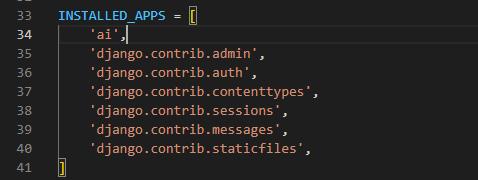 33 INSTALLED_APPS = [
34 'ai',
35 'django.contrib.admin',
36 'django.contrib.auth',
37 'django.contrib.contenttypes',
38 'django.contrib.sessions',
39 'django.contrib.messages',
40 'django.contrib.staticfiles',
41 ]